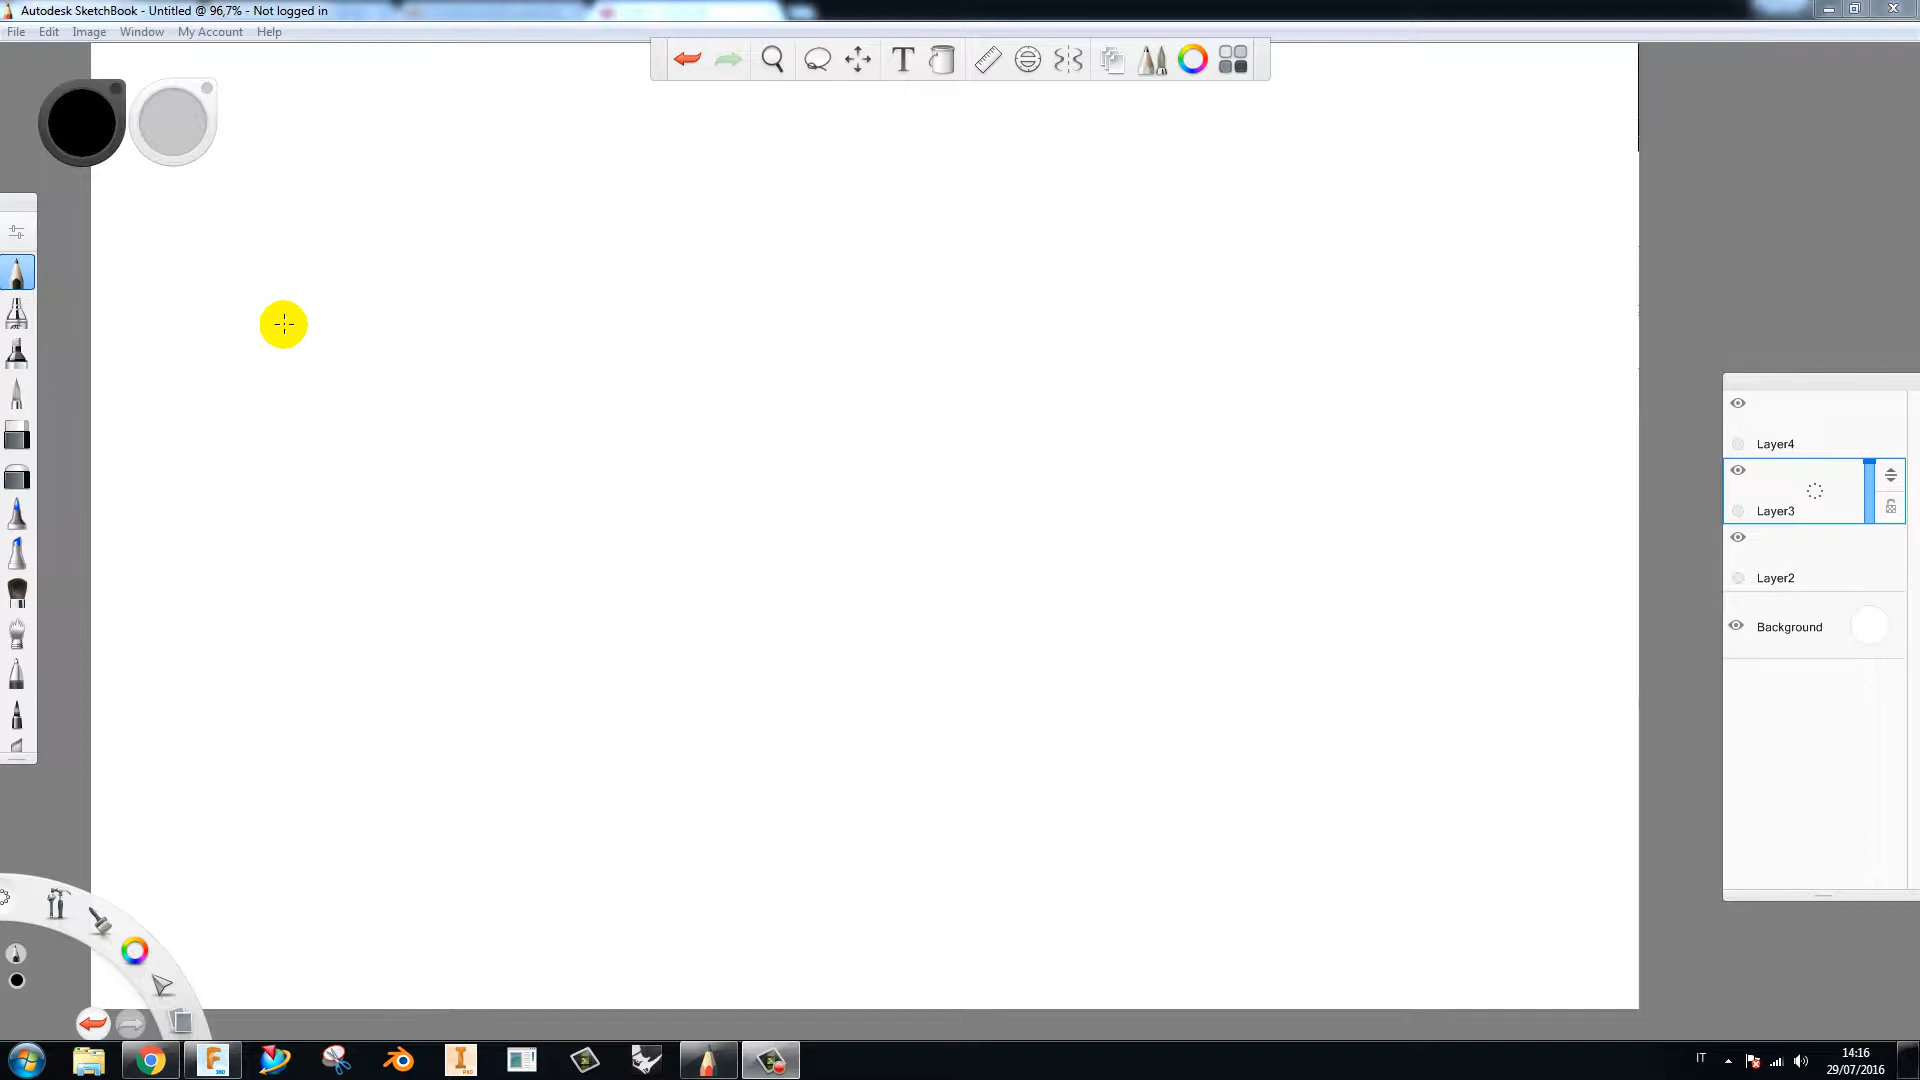 Autodesk SketchBook - Untitled @ 96,7% - Not logged in
File Edit Image Window My Account Help
Layer4
Layer3
Layer2
Background
IT
14:16
29/07/2016